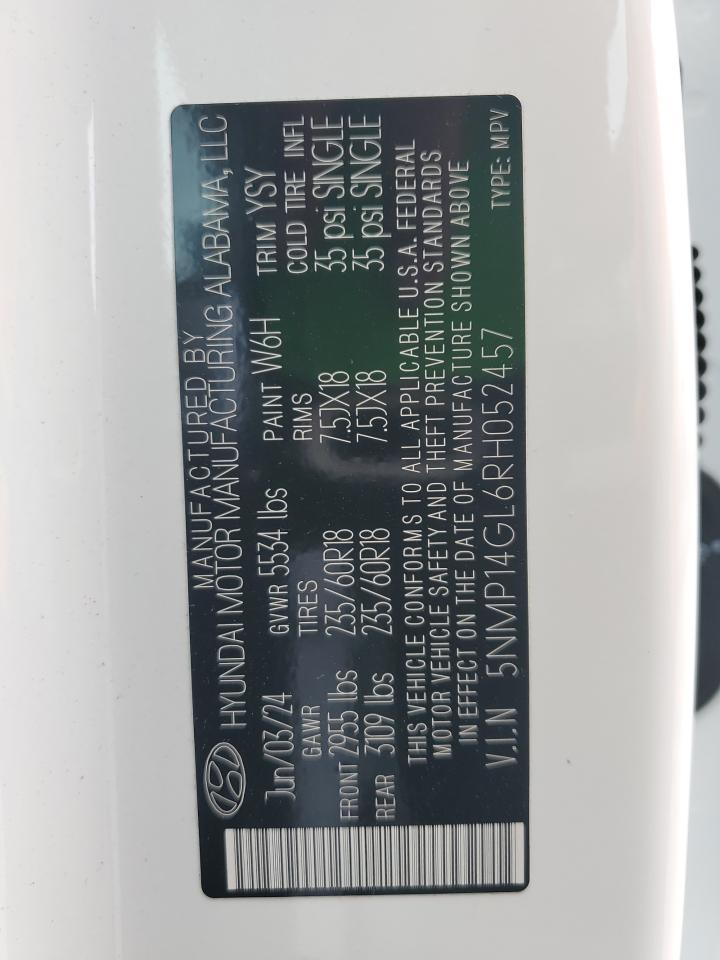 MANUFACTURED BY
HYUNDAI MOTOR MANUFACTURING ALABAMA, LLC
Jun/03/24 GVWR 5534 lbs PAINT W6H TRIM YSY
GAWR TIRES RIMS COLD TIRE INFL
FRONT 2955 lbs 235/60R18 7.5JX18 35 psi SINGLE
REAR 3109 lbs 235/60R18 7.5JX18 35 psi SINGLE
THIS VEHICLE CONFORMS TO ALL APPLICABLE U.S.A. FEDERAL
MOTOR VEHICLE SAFETY AND THEFT PREVENTION STANDARDS
IN EFFECT ON THE DATE OF MANUFACTURE SHOWN ABOVE
V.I.N 5NMP14GL6RH052457 TYPE: MPV